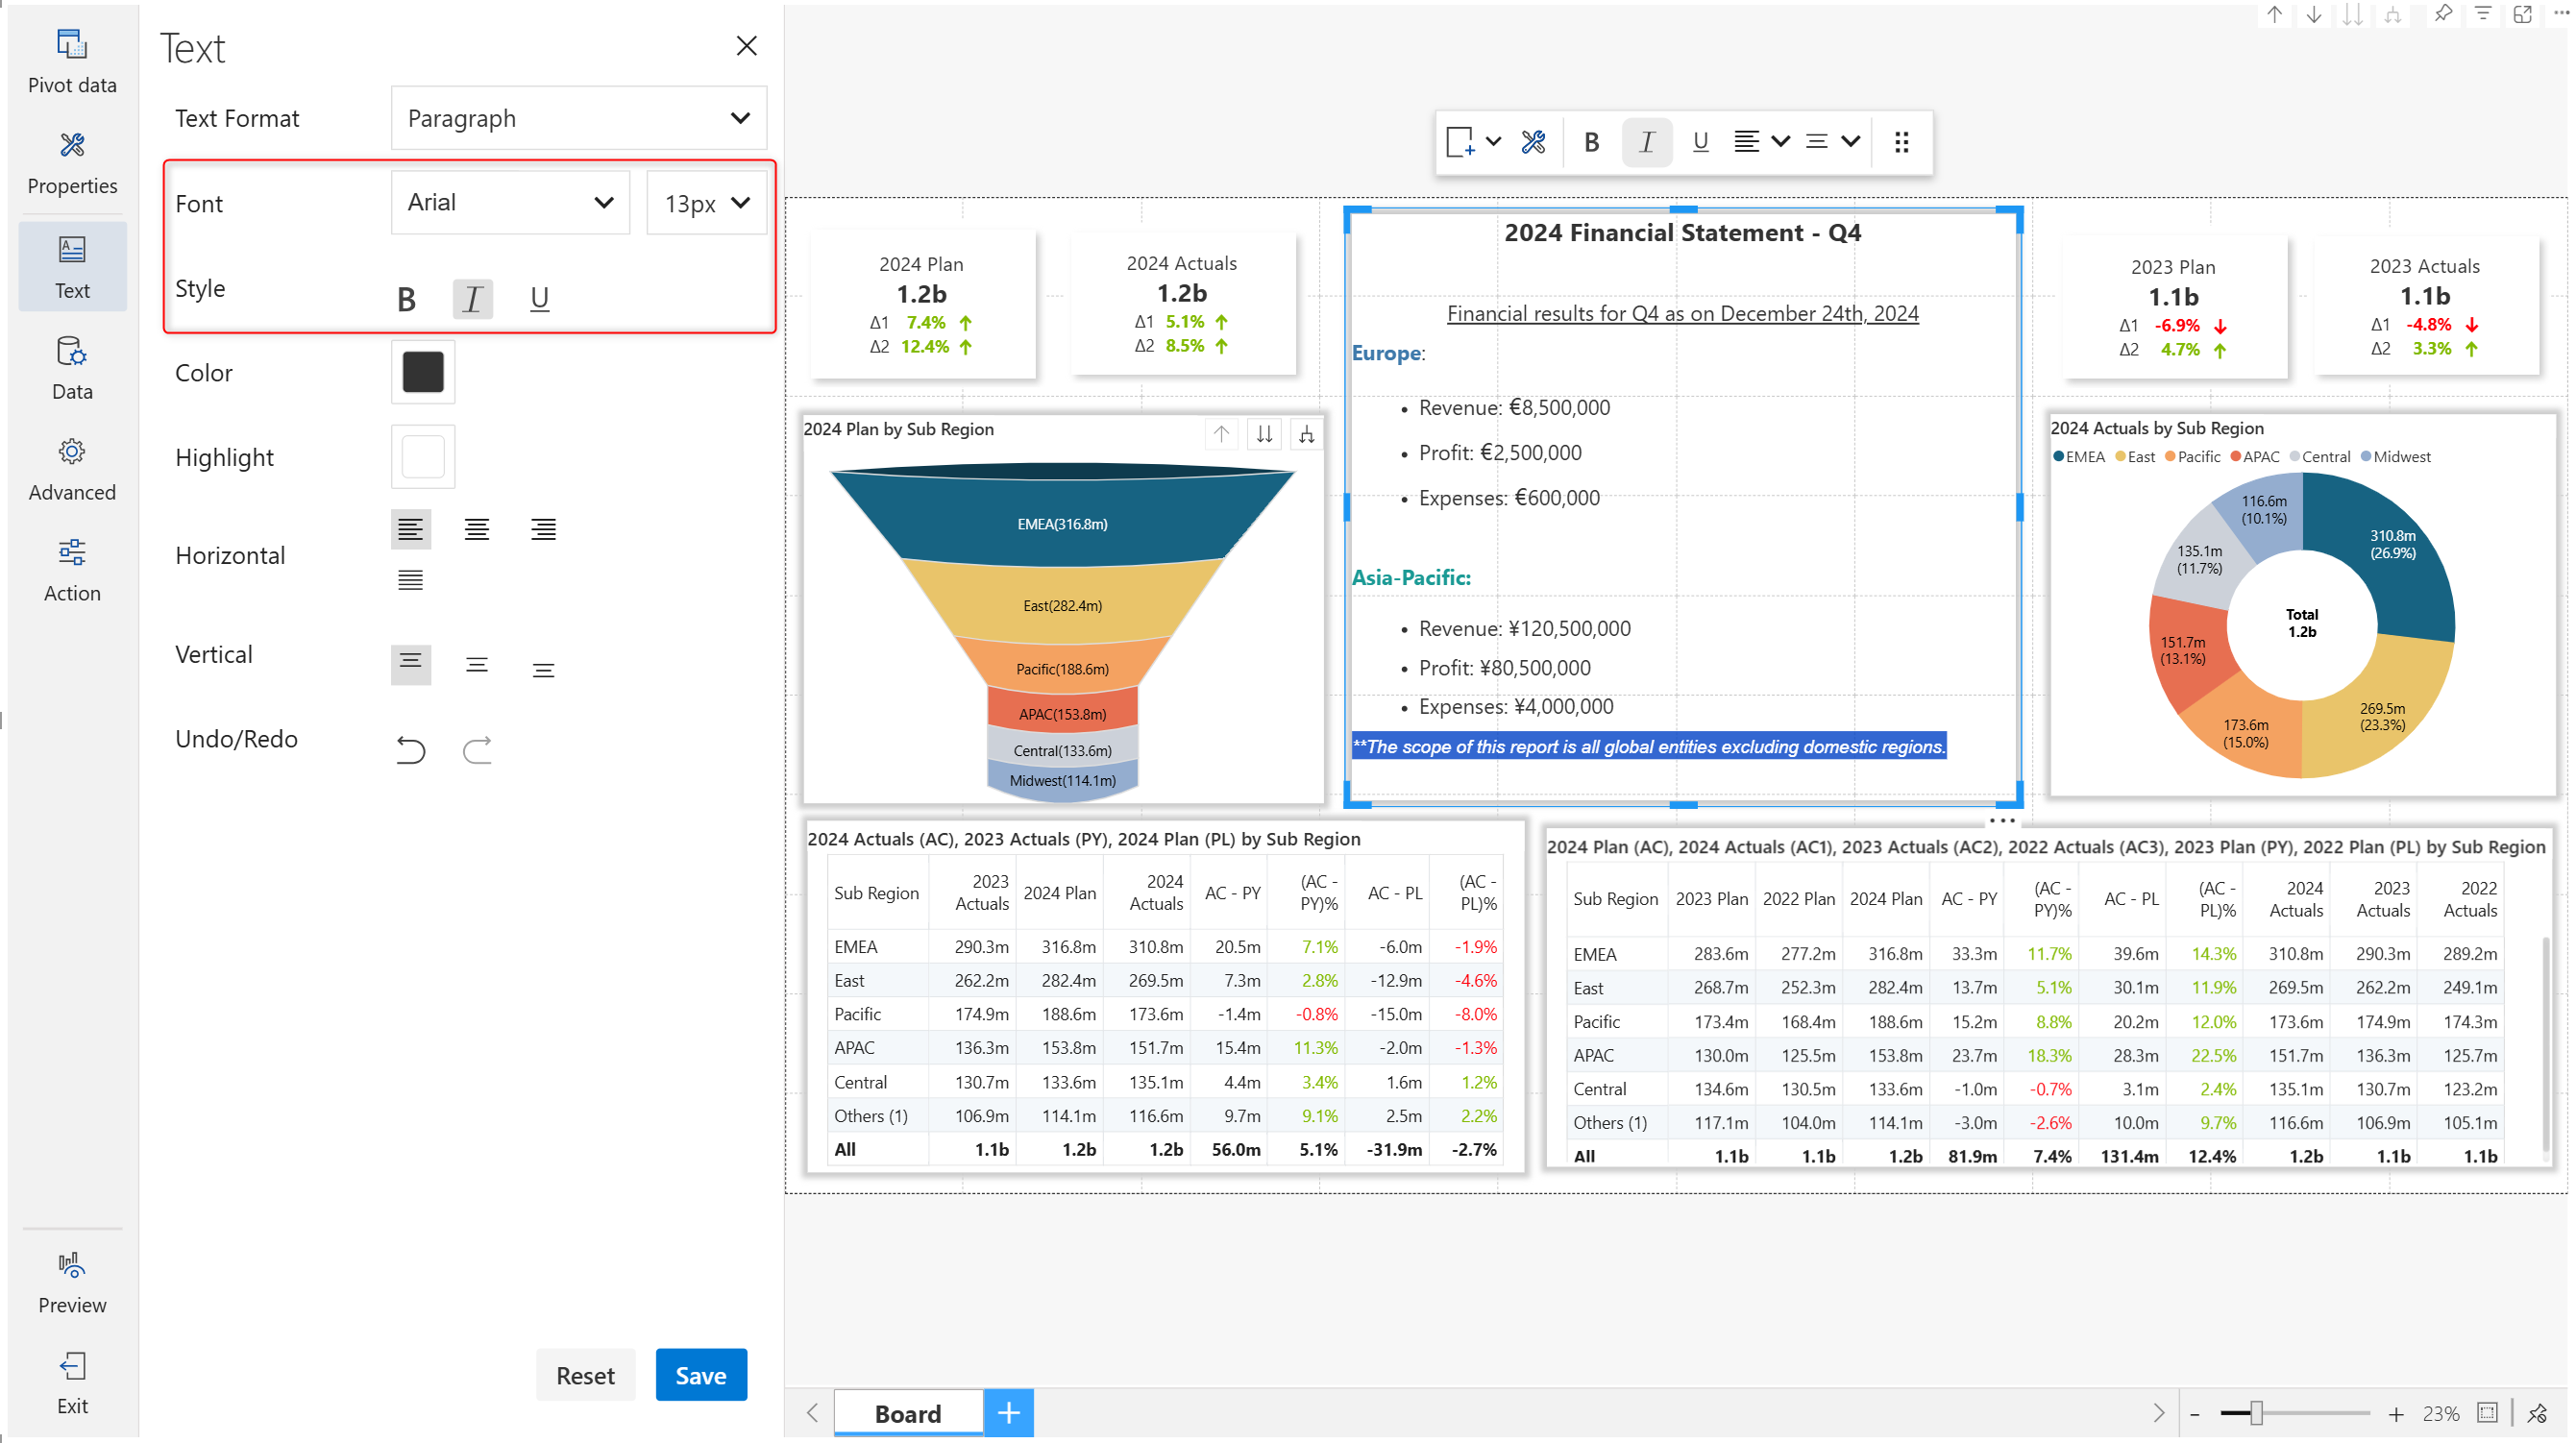 Pivot data
Properties
Text
Data
Advanced
Action
Preview
Exit
Text
Text Format
Paragraph
Font
Arial
13px
Style
B I U
Color
Highlight
Horizontal
Vertical
Undo/Redo
Reset
Save
B I U
2024 Plan
1.2b
Δ1 7.4%
Δ2 12.4%
2024 Actuals
1.2b
Δ1 5.1%
Δ2 8.5%
2024 Financial Statement - Q4
Financial results for Q4 as on December 24th, 2024
Europe:
• Revenue: €8,500,000
• Profit: €2,500,000
• Expenses: €600,000
Asia-Pacific:
• Revenue: ¥120,500,000
• Profit: ¥80,500,000
• Expenses: ¥4,000,000
**The scope of this report is all global entities excluding domestic regions.
2023 Plan
1.1b
Δ1 -6.9%
Δ2 4.7%
2023 Actuals
1.1b
Δ1 -4.8%
Δ2 3.3%
2024 Plan by Sub Region
EMEA(316.8m)
East(282.4m)
Pacific(188.6m)
APAC(153.8m)
Central(133.6m)
Midwest(114.1m)
2024 Actuals by Sub Region
EMEA East Pacific APAC Central Midwest
116.6m
(10.1%)
310.8m
(26.9%)
135.1m
(11.7%)
Total
1.2b
151.7m
(13.1%)
269.5m
(23.3%)
173.6m
(15.0%)
2024 Actuals (AC), 2023 Actuals (PY), 2024 Plan (PL) by Sub Region
Sub Region 2023 Actuals 2024 Plan 2024 Actuals AC - PY (AC - PY)% AC - PL (AC - PL)%
EMEA 290.3m 316.8m 310.8m 20.5m 7.1% -6.0m -1.9%
East 262.2m 282.4m 269.5m 7.3m 2.8% -12.9m -4.6%
Pacific 174.9m 188.6m 173.6m -1.4m -0.8% -15.0m -8.0%
APAC 136.3m 153.8m 151.7m 15.4m 11.3% -2.0m -1.3%
Central 130.7m 133.6m 135.1m 4.4m 3.4% 1.6m 1.2%
Others (1) 106.9m 114.1m 116.6m 9.7m 9.1% 2.5m 2.2%
All 1.1b 1.2b 1.2b 56.0m 5.1% -31.9m -2.7%
2024 Plan (AC), 2024 Actuals (AC1), 2023 Actuals (AC2), 2022 Actuals (AC3), 2023 Plan (PY), 2022 Plan (PL) by Sub Region
Sub Region 2023 Plan 2022 Plan 2024 Plan AC - PY (AC - PY)% AC - PL (AC - PL)% 2024 Actuals 2023 Actuals 2022 Actuals
EMEA 283.6m 277.2m 316.8m 33.3m 11.7% 39.6m 14.3% 310.8m 290.3m 289.2m
East 268.7m 252.3m 282.4m 13.7m 5.1% 30.1m 11.9% 269.5m 262.2m 249.1m
Pacific 173.4m 168.4m 188.6m 15.2m 8.8% 20.2m 12.0% 173.6m 174.9m 174.3m
APAC 130.0m 125.5m 153.8m 23.7m 18.3% 28.3m 22.5% 151.7m 136.3m 125.7m
Central 134.6m 130.5m 133.6m -1.0m -0.7% 3.1m 2.4% 135.1m 130.7m 123.2m
Others (1) 117.1m 104.0m 114.1m -3.0m -2.6% 10.0m 9.7% 116.6m 106.9m 105.1m
All 1.1b 1.1b 1.2b 81.9m 7.4% 131.4m 12.4% 1.2b 1.1b 1.1b
Board
23%